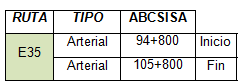 RUTA TIPO ABCSISA
E35 Arterial 94+800 Inicio
Arterial 105+800 Fin